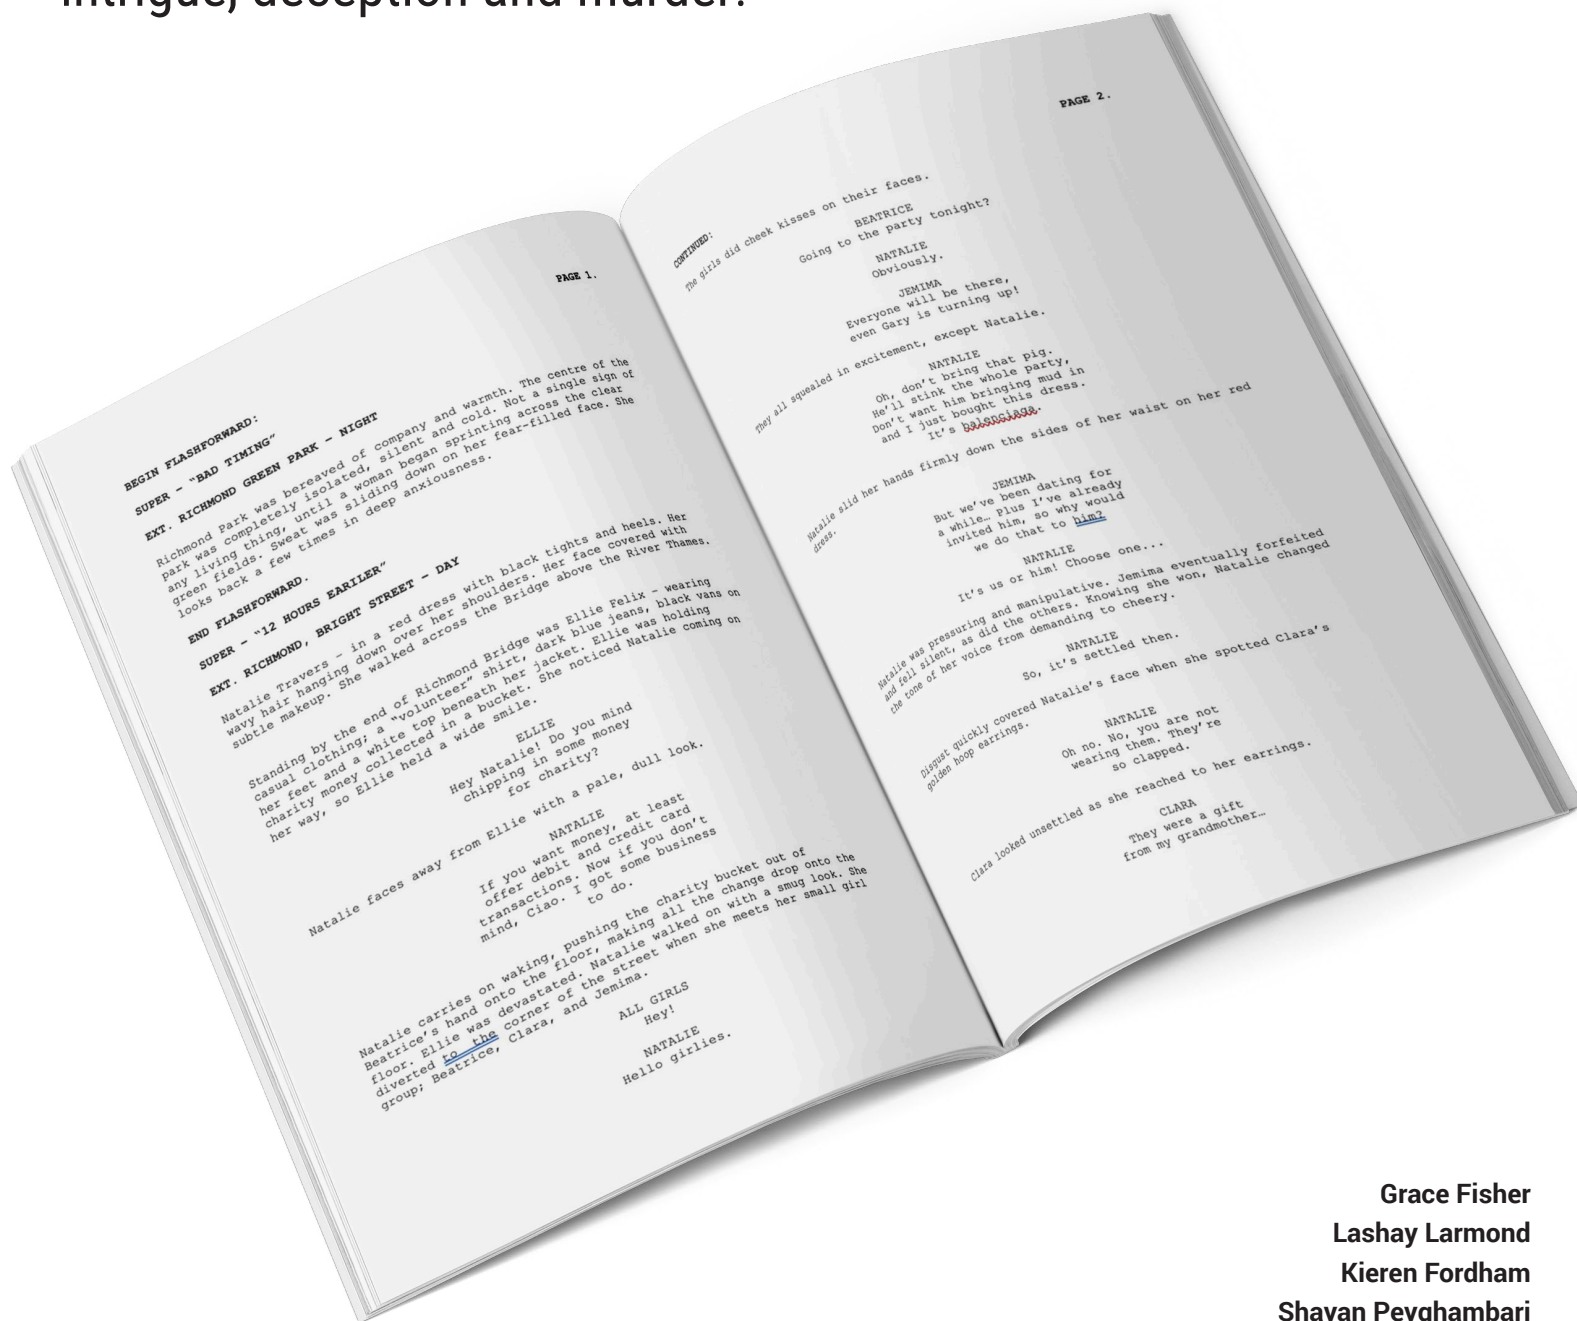 intrigue, deception and murder.
PAGE 1.
BEGIN FLASHFORWARD:
SUPER – "BAD TIMING"
EXT. RICHMOND GREEN PARK – NIGHT
Richmond Park was bereaved of company and warmth. The centre of the
park was completely isolated, silent and cold. Not a single sign of
any living thing, until a woman began sprinting across the clear
green fields. Sweat was sliding down on her fear-filled face. She
looks back a few times in deep anxiousness.
END FLASHFORWARD.
SUPER – "12 HOURS EARILER"
EXT. RICHMOND, BRIGHT STREET – DAY
Natalie Travers – in a red dress with black tights and heels. Her
wavy hair hanging down over her shoulders. Her face covered with
subtle makeup. She walked across the Bridge above the River Thames.
Standing by the end of Richmond Bridge was Ellie Felix – wearing
casual clothing; a "volunteer" shirt, dark blue jeans, black vans on
her feet and a white top beneath her jacket. Ellie was holding
charity money collected in a bucket. She noticed Natalie coming on
her way, so Ellie held a wide smile.
ELLIE
Hey Natalie! Do you mind
chipping in some money
for charity?
Natalie faces away from Ellie with a pale, dull look.
NATALIE
If you want money, at least
offer debit and credit card
transactions. Now if you don't
mind, Ciao. I got some business
to do.
Natalie carries on waking, pushing the charity bucket out of
Beatrice's hand onto the floor, making all the change drop onto the
floor. Ellie was devastated. Natalie walked on with a smug look. She
diverted to the corner of the street when she meets her small girl
group; Beatrice, Clara, and Jemima.
ALL GIRLS
Hey!
NATALIE
Hello girlies.
PAGE 2.
CONTINUED:
The girls did cheek kisses on their faces.
BEATRICE
Going to the party tonight?
NATALIE
Obviously.
JEMIMA
Everyone will be there,
even Gary is turning up!
They all squealed in excitement, except Natalie.
NATALIE
Oh, don't bring that pig.
He'll stink the whole party,
Don't want him bringing mud in
and I just bought this dress.
It's balenciaga.
Natalie slid her hands firmly down the sides of her waist on her red
dress.
JEMIMA
But we've been dating for
a while… Plus I've already
invited him, so why would
we do that to him?
NATALIE
It's us or him! Choose one...
Natalie was pressuring and manipulative. Jemima eventually forfeited
and fell silent, as did the others. Knowing she won, Natalie changed
the tone of her voice from demanding to cheery.
NATALIE
So, it's settled then.
Disgust quickly covered Natalie's face when she spotted Clara's
golden hoop earrings.
NATALIE
Oh no. No, you are not
wearing them. They're
so clapped.
Clara looked unsettled as she reached to her earrings.
CLARA
They were a gift
from my grandmother…
Grace Fisher
Lashay Larmond
Kieren Fordham
Shayan Peyghambari